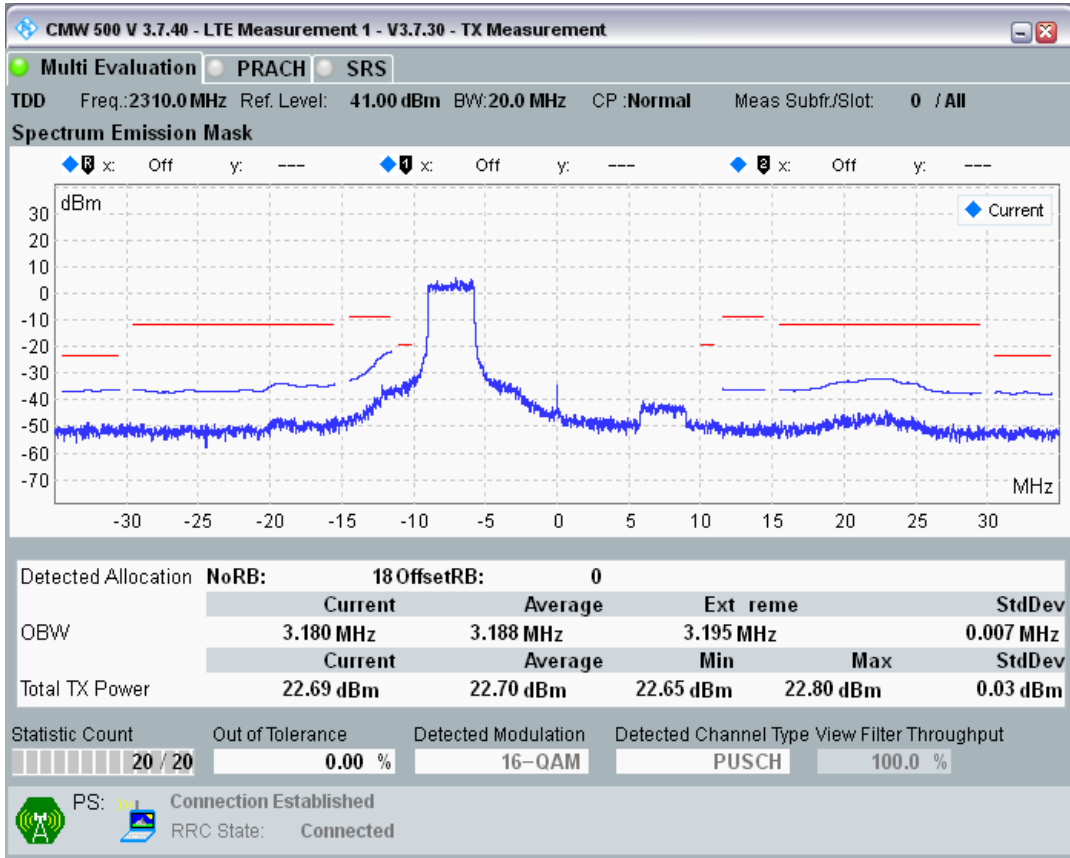 CMW 500 V 3.7.40 - LTE Measurement 1 - V3.7.30 - TX Measurement
Multi Evaluation PRACH SRS
TDD Freq.:2310.0 MHz Ref. Level: 41.00 dBm BW:20.0 MHz CP :Normal Meas Subfr./Slot: 0 / All
Spectrum Emission Mask
R x: Off y: --- 1 x: Off y: --- 2 x: Off y: ---
dBm
Current
30
20
10
0
-10
-20
-30
-40
-50
-60
-70
MHz
-30 -25 -20 -15 -10 -5 0 5 10 15 20 25 30
Detected Allocation NoRB: 18 OffsetRB: 0
Current Average Ext reme StdDev
OBW 3.180 MHz 3.188 MHz 3.195 MHz 0.007 MHz
Current Average Min Max StdDev
Total TX Power 22.69 dBm 22.70 dBm 22.65 dBm 22.80 dBm 0.03 dBm
Statistic Count Out of Tolerance Detected Modulation Detected Channel Type View Filter Throughput
20 / 20 0.00 % 16-QAM PUSCH 100.0 %
PS: Connection Established
RRC State: Connected